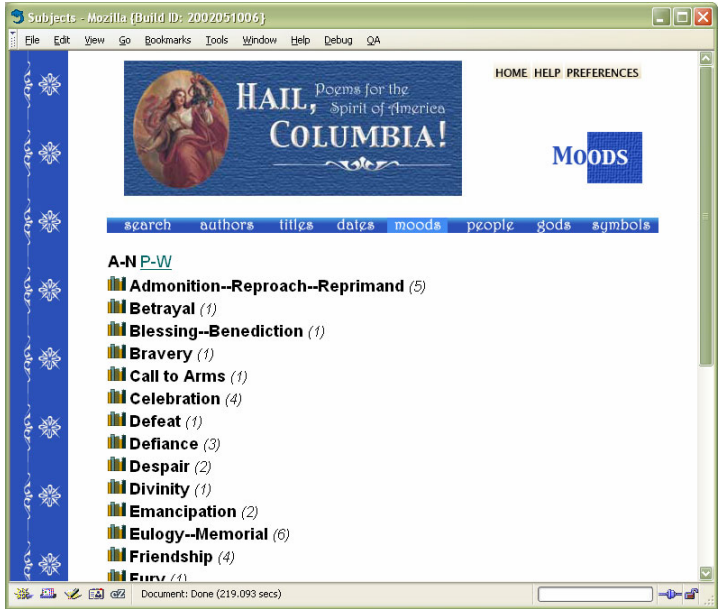 Subjects - Mozilla {Build ID: 2002051006}
File Edit View Go Bookmarks Tools Window Help Debug QA
HOME HELP PREFERENCES
HAIL, Poems for the
Spirit of America
COLUMBIA!
MOODS
search authors titles dates moods people gods symbols
A-N P-W
Admonition--Reproach--Reprimand (5)
Betrayal (1)
Blessing--Benediction (1)
Bravery (1)
Call to Arms (1)
Celebration (4)
Defeat (1)
Defiance (3)
Despair (2)
Divinity (1)
Emancipation (2)
Eulogy--Memorial (6)
Friendship (4)
Fury (1)
Document: Done (219.093 secs)